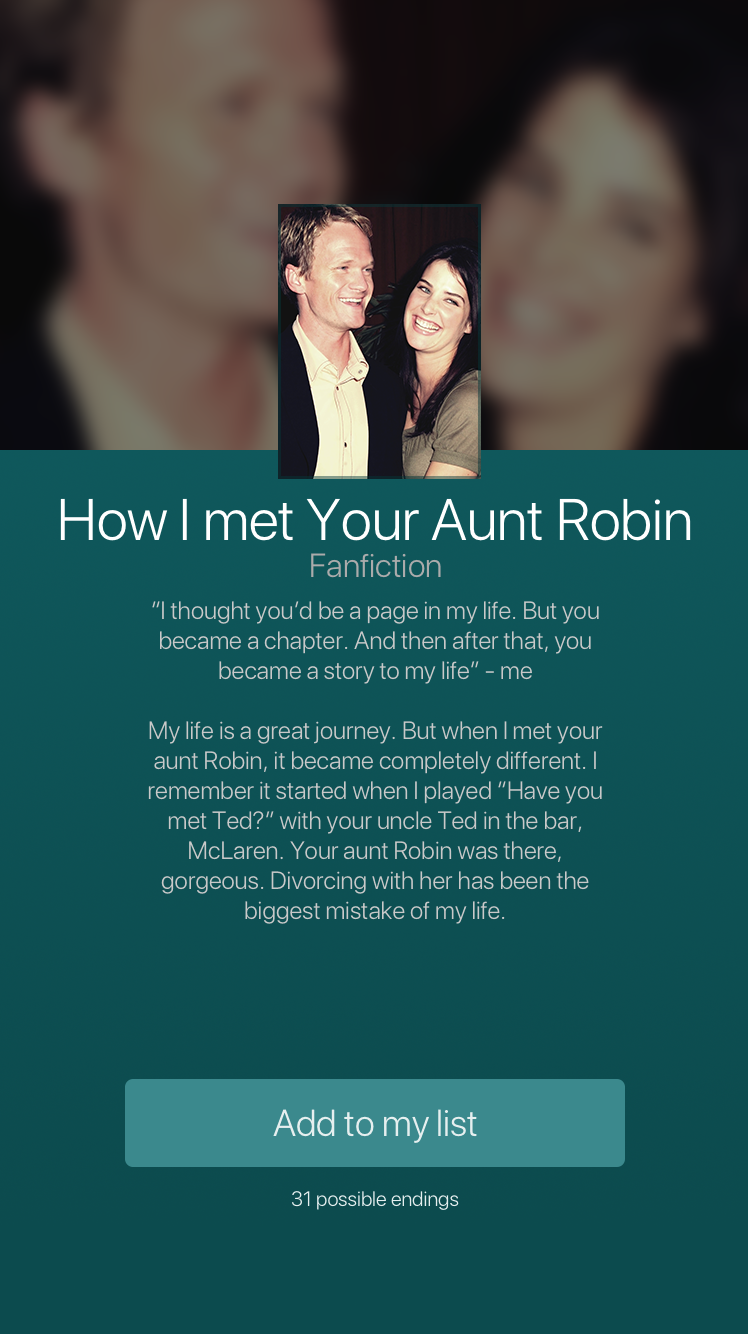 How I met Your Aunt Robin
Fanfiction
“I thought you’d be a page in my life. But you
became a chapter. And then after that, you
became a story to my life” - me
My life is a great journey. But when I met your
aunt Robin, it became completely different. I
remember it started when I played “Have you
met Ted?” with your uncle Ted in the bar,
McLaren. Your aunt Robin was there,
gorgeous. Divorcing with her has been the
biggest mistake of my life.
Add to my list
31 possible endings